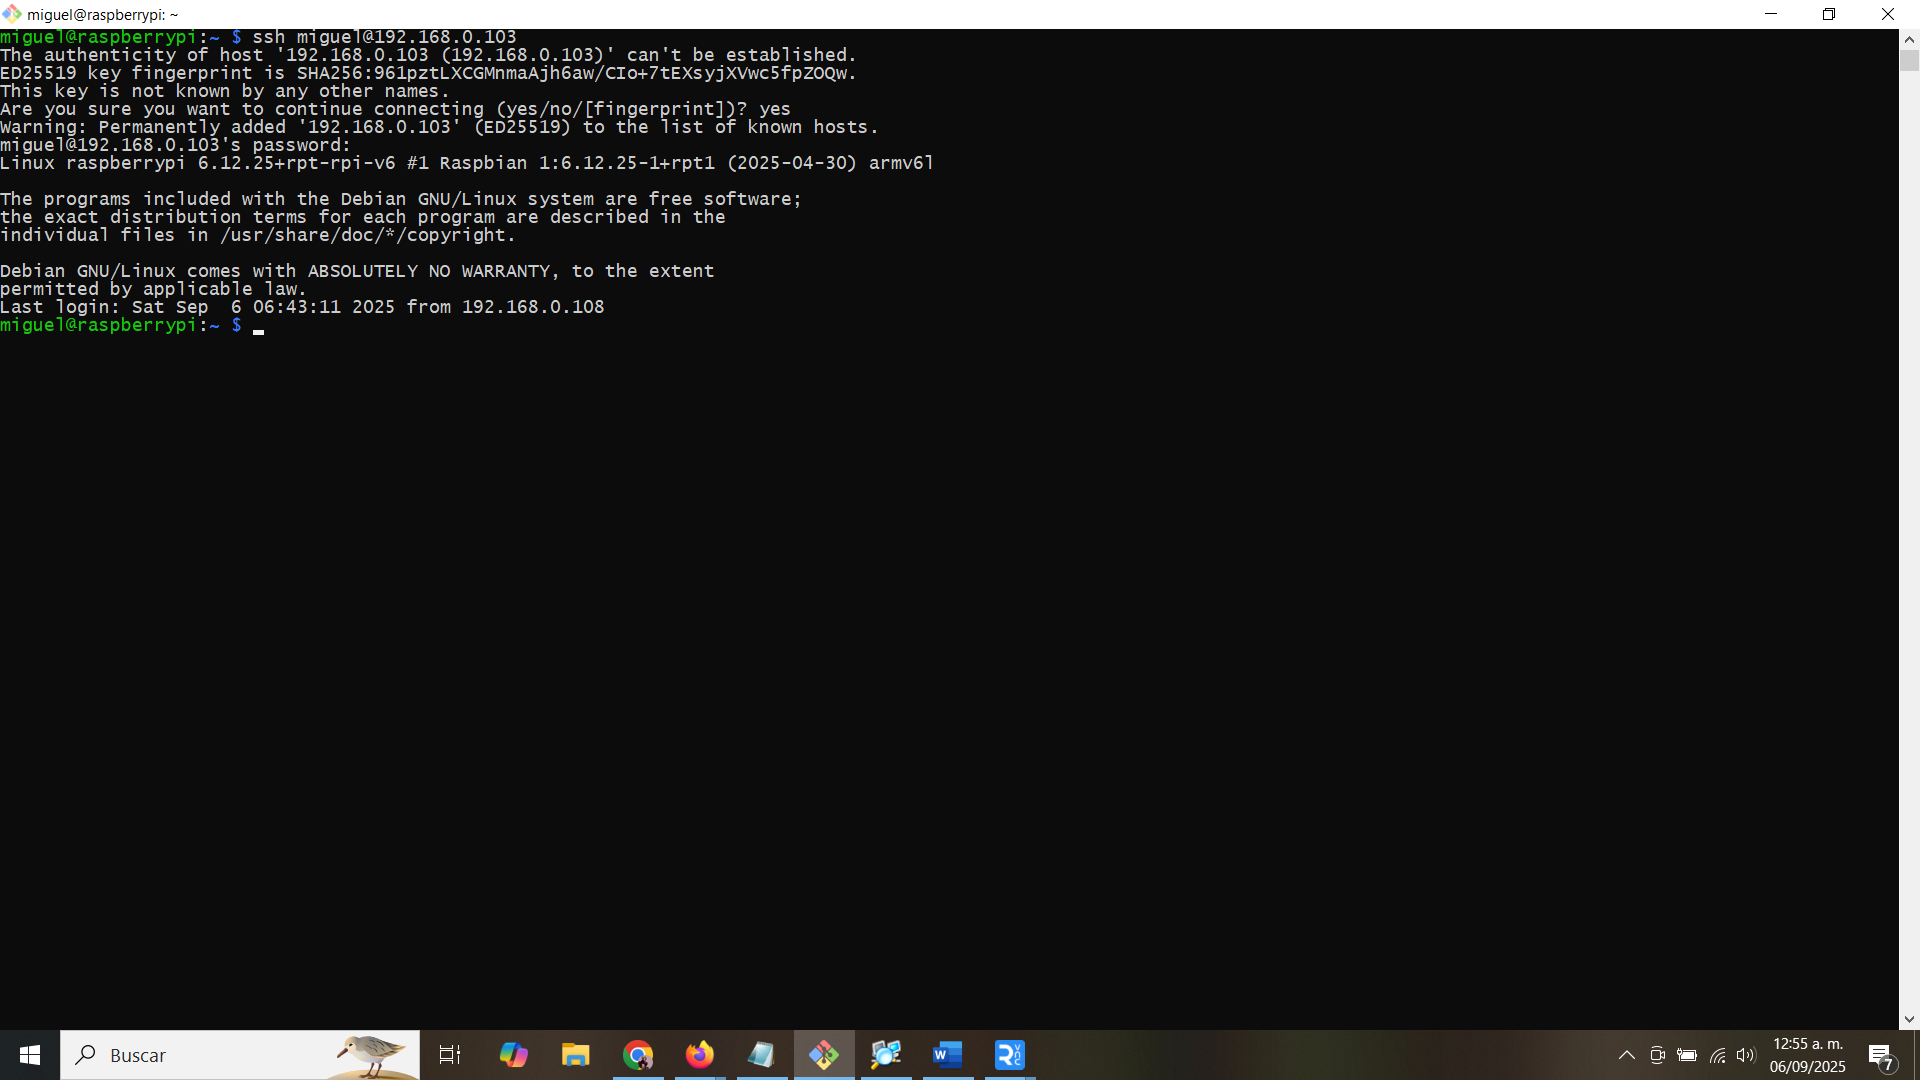 miguel@raspberrypi: ~
miguel@raspberrypi:~ $ ssh miguel@192.168.0.103
The authenticity of host '192.168.0.103 (192.168.0.103)' can't be established.
ED25519 key fingerprint is SHA256:961pztLXCGMnmaAjh6aw/CIo+7tEXsyjXVwc5fpZOQw.
This key is not known by any other names.
Are you sure you want to continue connecting (yes/no/[fingerprint])? yes
Warning: Permanently added '192.168.0.103' (ED25519) to the list of known hosts.
miguel@192.168.0.103's password:
Linux raspberrypi 6.12.25+rpt-rpi-v6 #1 Raspbian 1:6.12.25-1+rpt1 (2025-04-30) armv6l
The programs included with the Debian GNU/Linux system are free software;
the exact distribution terms for each program are described in the
individual files in /usr/share/doc/*/copyright.
Debian GNU/Linux comes with ABSOLUTELY NO WARRANTY, to the extent
permitted by applicable law.
Last login: Sat Sep  6 06:43:11 2025 from 192.168.0.108
miguel@raspberrypi:~ $
Buscar
12:55 a. m.
06/09/2025
7